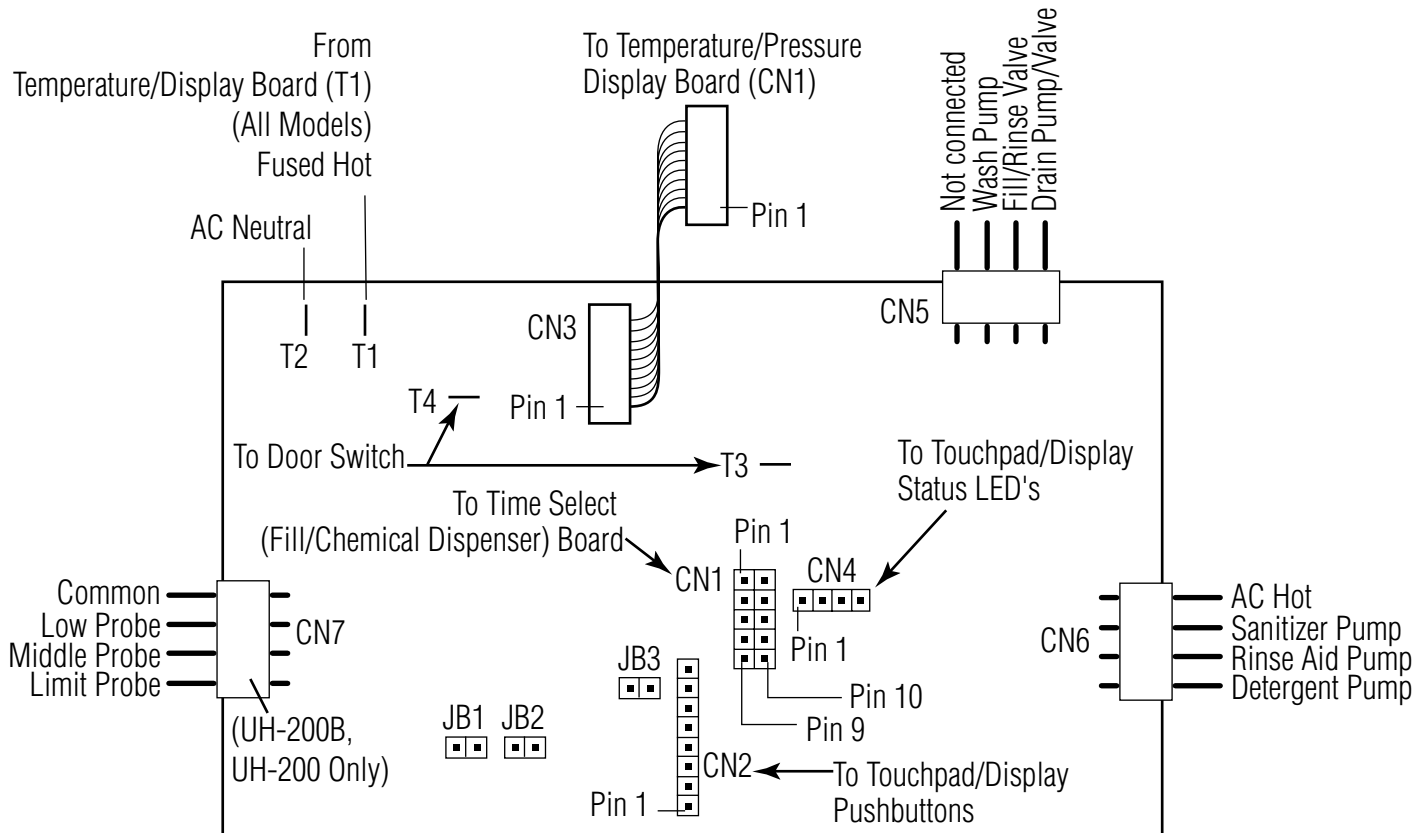 From
Temperature/Display Board (T1)
(All Models)
Fused Hot
AC Neutral
T2
T1
To Temperature/Pressure
Display Board (CN1)
Pin 1
CN3
Pin 1
Not connected
Wash Pump
Fill/Rinse Valve
Drain Pump/Valve
CN5
T4
To Door Switch
T3
To Time Select
(Fill/Chemical Dispenser) Board
To Touchpad/Display
Status LED's
Pin 1
CN1
CN4
Pin 1
Pin 10
Pin 9
Common
Low Probe
Middle Probe
Limit Probe
CN7
(UH-200B,
UH-200 Only)
JB1
JB2
JB3
CN2
Pin 1
To Touchpad/Display
Pushbuttons
CN6
AC Hot
Sanitizer Pump
Rinse Aid Pump
Detergent Pump